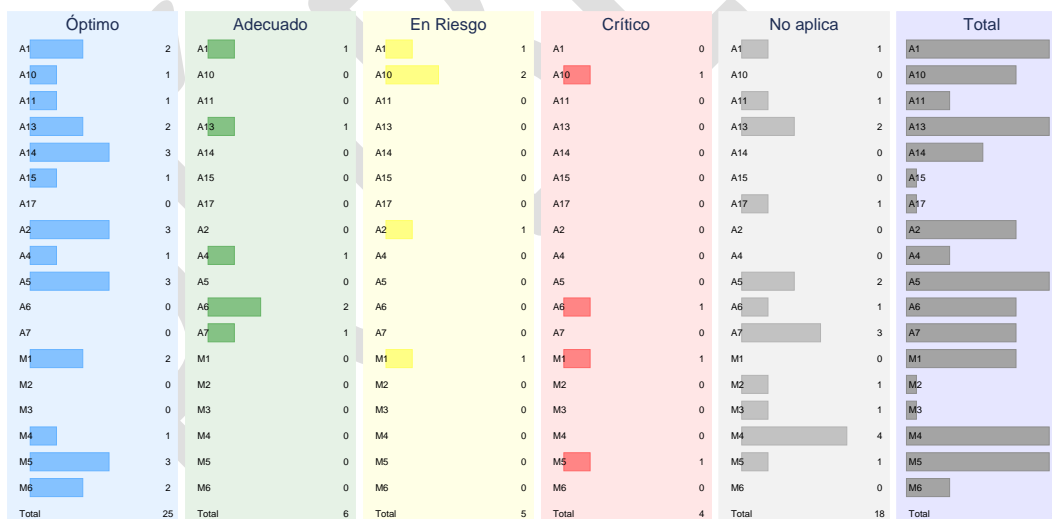 Óptimo Adecuado En Riesgo Crítico No aplica Total
A1 2 A1 1 A1 1 A1 0 A1 1 A1
A10 1 A10 0 A10 2 A10 1 A10 0 A10
A11 1 A11 0 A11 0 A11 0 A11 1 A11
A13 2 A13 1 A13 0 A13 0 A13 2 A13
A14 3 A14 0 A14 0 A14 0 A14 0 A14
A15 1 A15 0 A15 0 A15 0 A15 0 A15
A17 0 A17 0 A17 0 A17 0 A17 1 A17
A2 3 A2 0 A2 1 A2 0 A2 0 A2
A4 1 A4 1 A4 0 A4 0 A4 0 A4
A5 3 A5 0 A5 0 A5 0 A5 2 A5
A6 0 A6 2 A6 0 A6 1 A6 1 A6
A7 0 A7 1 A7 0 A7 0 A7 3 A7
M1 2 M1 0 M1 1 M1 1 M1 0 M1
M2 0 M2 0 M2 0 M2 0 M2 1 M2
M3 0 M3 0 M3 0 M3 0 M3 1 M3
M4 1 M4 0 M4 0 M4 0 M4 4 M4
M5 3 M5 0 M5 0 M5 1 M5 1 M5
M6 2 M6 0 M6 0 M6 0 M6 0 M6
Total 25 Total 6 Total 5 Total 4 Total 18 Total